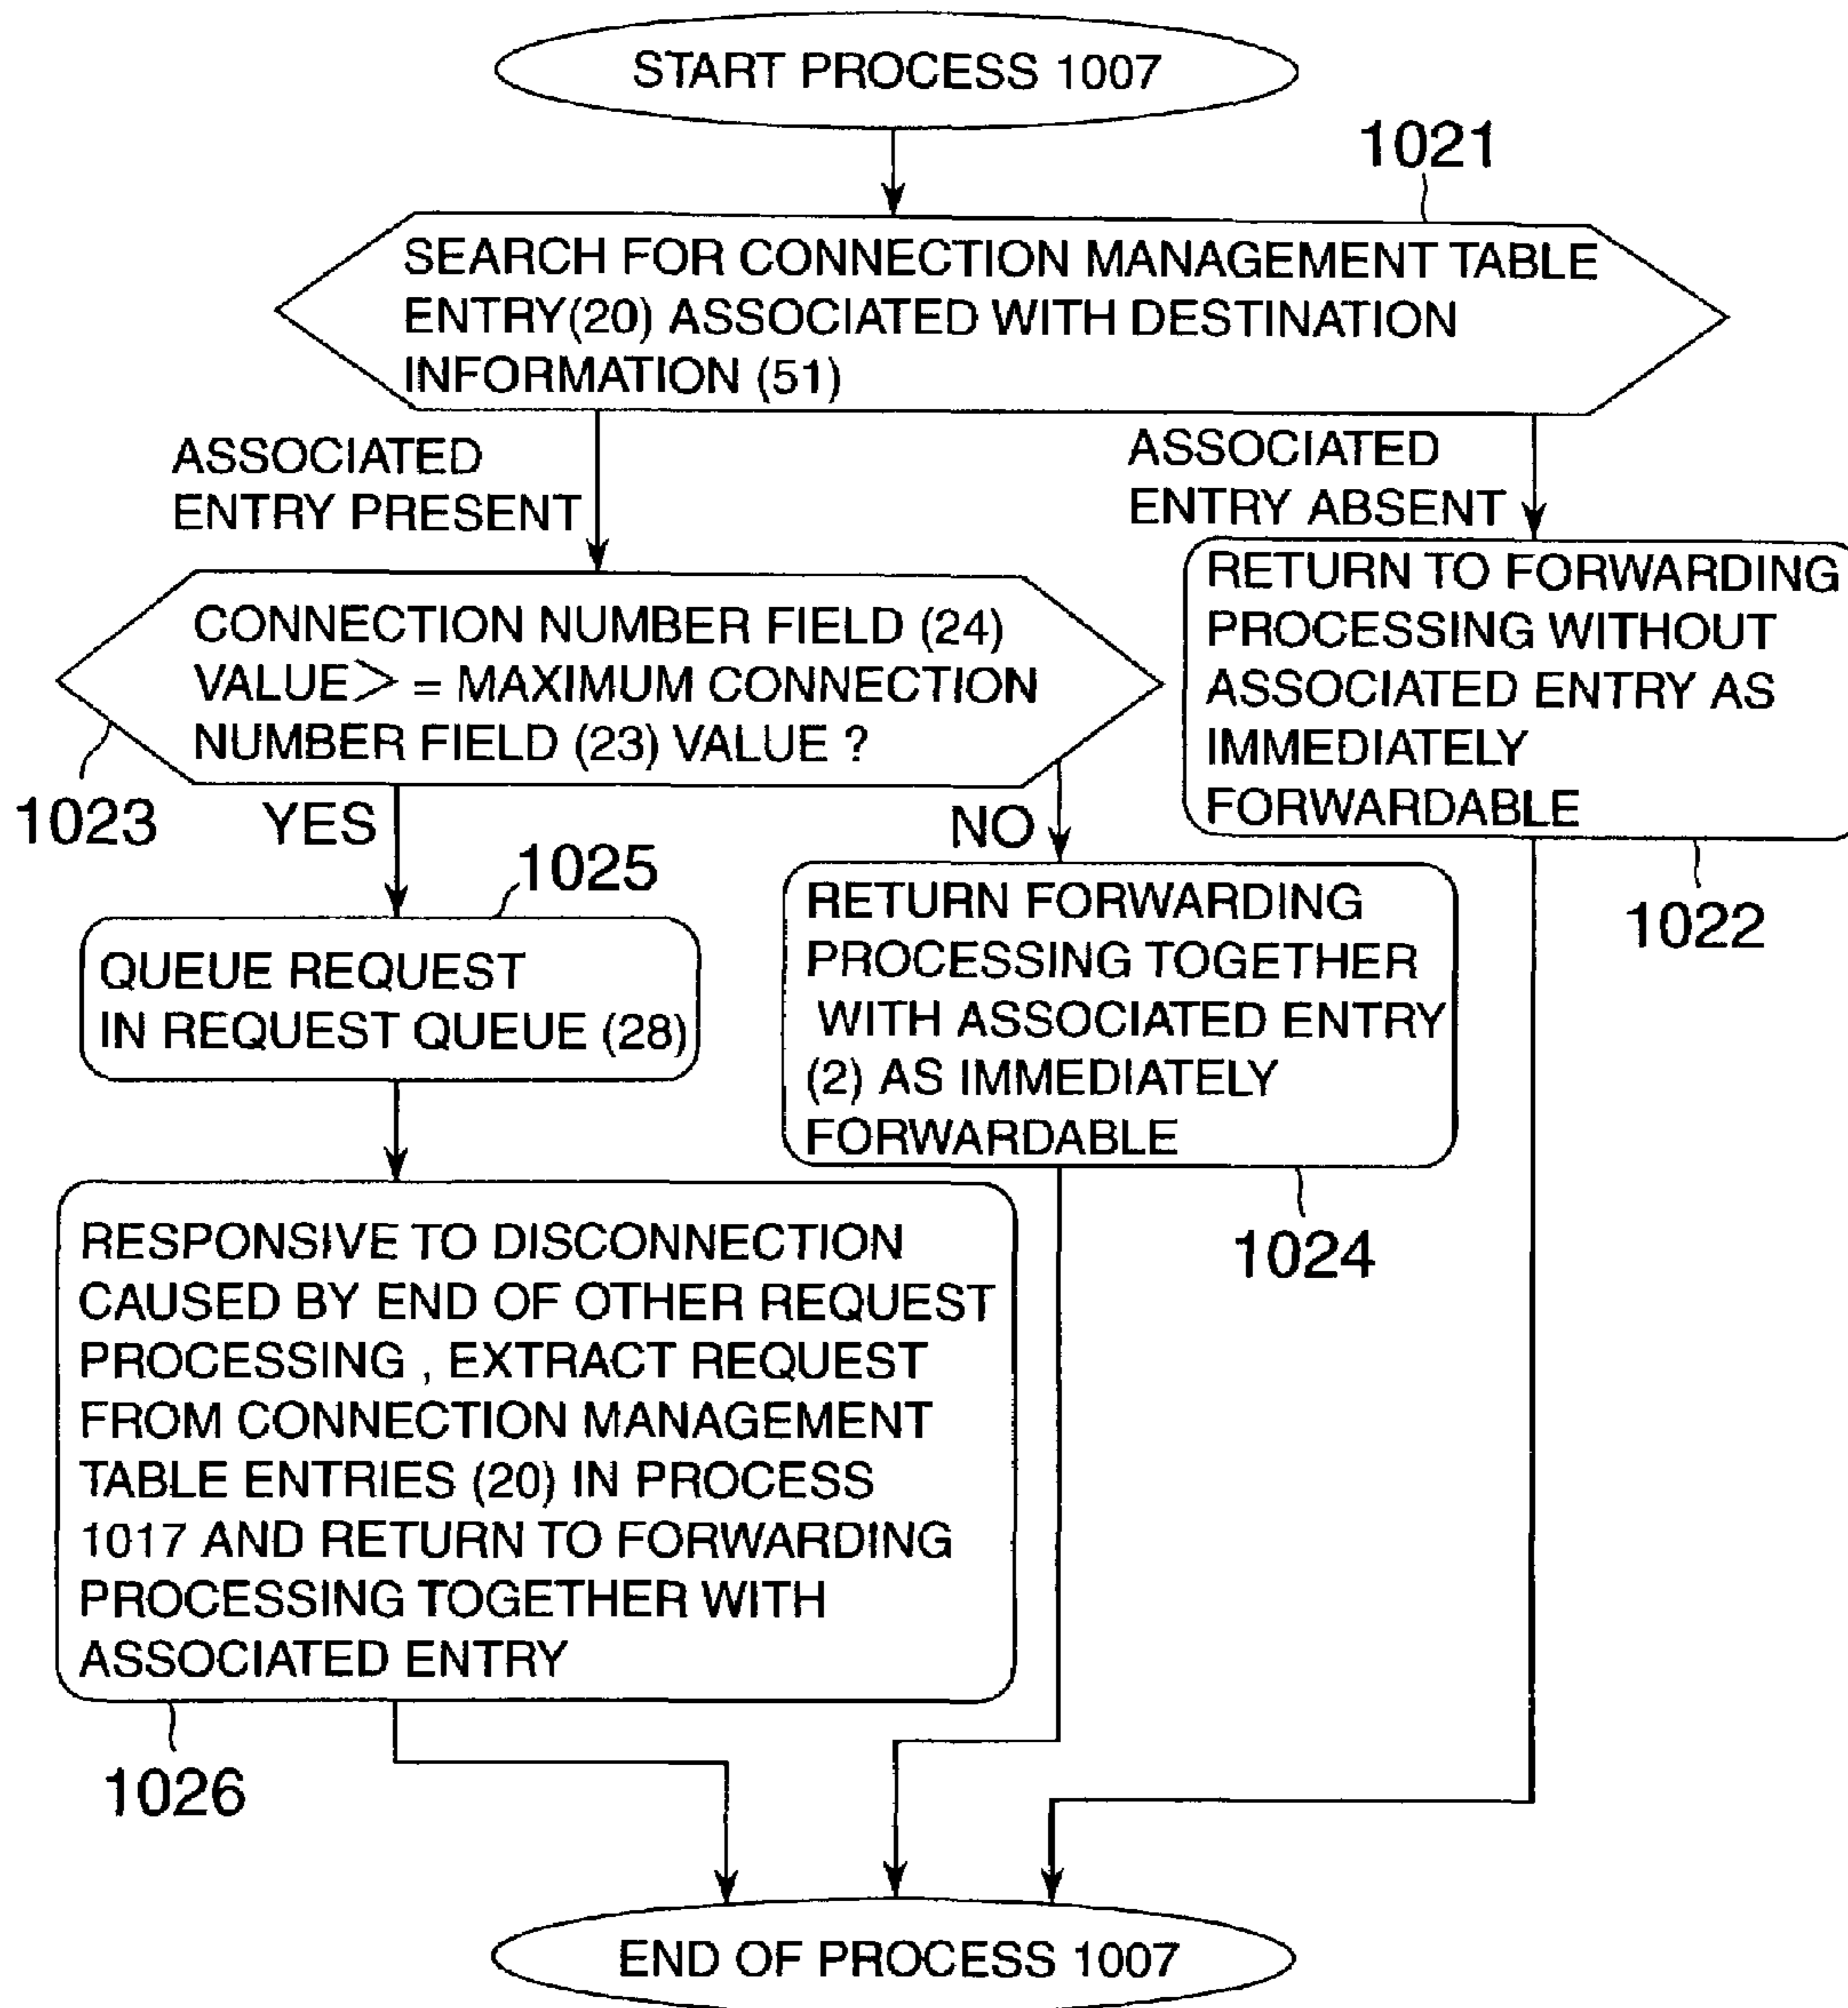 START PROCESS 1007
1021
SEARCH FOR CONNECTION MANAGEMENT TABLE
ENTRY(20) ASSOCIATED WITH DESTINATION
INFORMATION (51)
ASSOCIATED
ENTRY PRESENT
ASSOCIATED
ENTRY ABSENT
CONNECTION NUMBER FIELD (24)
VALUE> = MAXIMUM CONNECTION
NUMBER FIELD (23) VALUE ?
1023
YES
NO
RETURN TO FORWARDING
PROCESSING WITHOUT
ASSOCIATED ENTRY AS
IMMEDIATELY
FORWARDABLE
1022
1025
QUEUE REQUEST
IN REQUEST QUEUE (28)
RETURN FORWARDING
PROCESSING TOGETHER
WITH ASSOCIATED ENTRY
(2) AS IMMEDIATELY
FORWARDABLE
1024
RESPONSIVE TO DISCONNECTION
CAUSED BY END OF OTHER REQUEST
PROCESSING , EXTRACT REQUEST
FROM CONNECTION MANAGEMENT
TABLE ENTRIES (20) IN PROCESS
1017 AND RETURN TO FORWARDING
PROCESSING TOGETHER WITH
ASSOCIATED ENTRY
1026
END OF PROCESS 1007